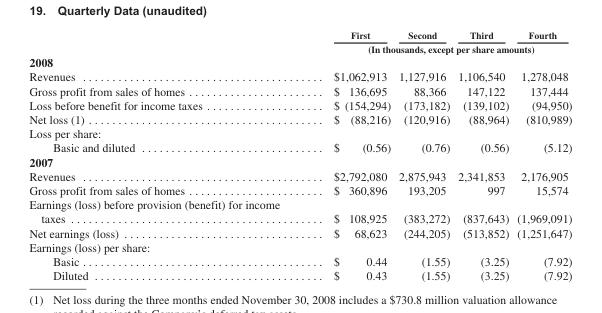 19. Quarterly Data (unaudited)
First Second Third Fourth
(In thousands, except per share amounts)
2008
Revenues ........................................ $1,062,913 1,127,916 1,106,540 1,278,048
Gross profit from sales of homes ........................ $ 136,695 88,366 147,122 137,444
Loss before benefit for income taxes .................... $ (154,294) (173,182) (139,102) (94,950)
Net loss (1) ........................................ $ (88,216) (120,916) (88,964) (810,989)
Loss per share:
Basic and diluted .............................. $ (0.56) (0.76) (0.56) (5.12)
2007
Revenues ........................................ $2,792,080 2,875,943 2,341,853 2,176,905
Gross profit from sales of homes ........................ $ 360,896 193,205 997 15,574
Earnings (loss) before provision (benefit) for income
taxes ........................................ $ 108,925 (383,272) (837,643) (1,969,091)
Net earnings (loss) .................................. $ 68,623 (244,205) (513,852) (1,251,647)
Earnings (loss) per share:
Basic ........................................ $ 0.44 (1.55) (3.25) (7.92)
Diluted ...................................... $ 0.43 (1.55) (3.25) (7.92)
(1) Net loss during the three months ended November 30, 2008 includes a $730.8 million valuation allowance